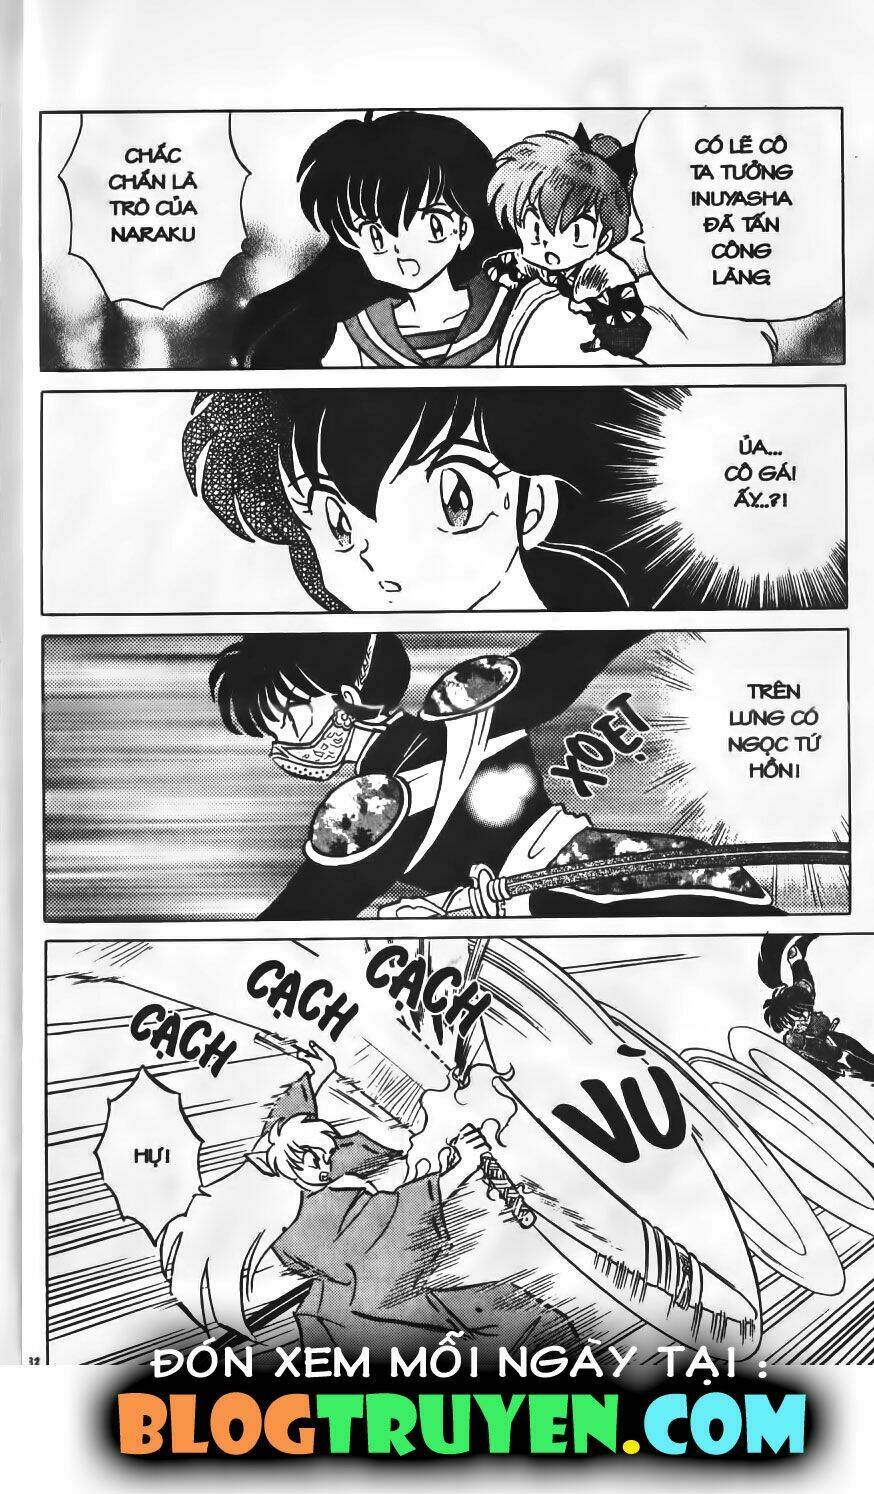 CÓ LẼ CÔ
TA TƯỞNG
INUYASHA
ĐÃ TẤN
CÔNG
LÀNG.
CHẮC
CHẮN LÀ
TRÒ CỦA
NARAKU
ỦA...
CÔ GÁI
ẤY...?!
TRÊN
LƯNG CÓ
NGỌC TỨ
HỒN!
XOẸT
CẠCH
CẠCH
CẠCH
VÙ
HỰ!
32
ĐÓN XEM MỖI NGÀY TẠI :
BLOGTRUYEN.COM